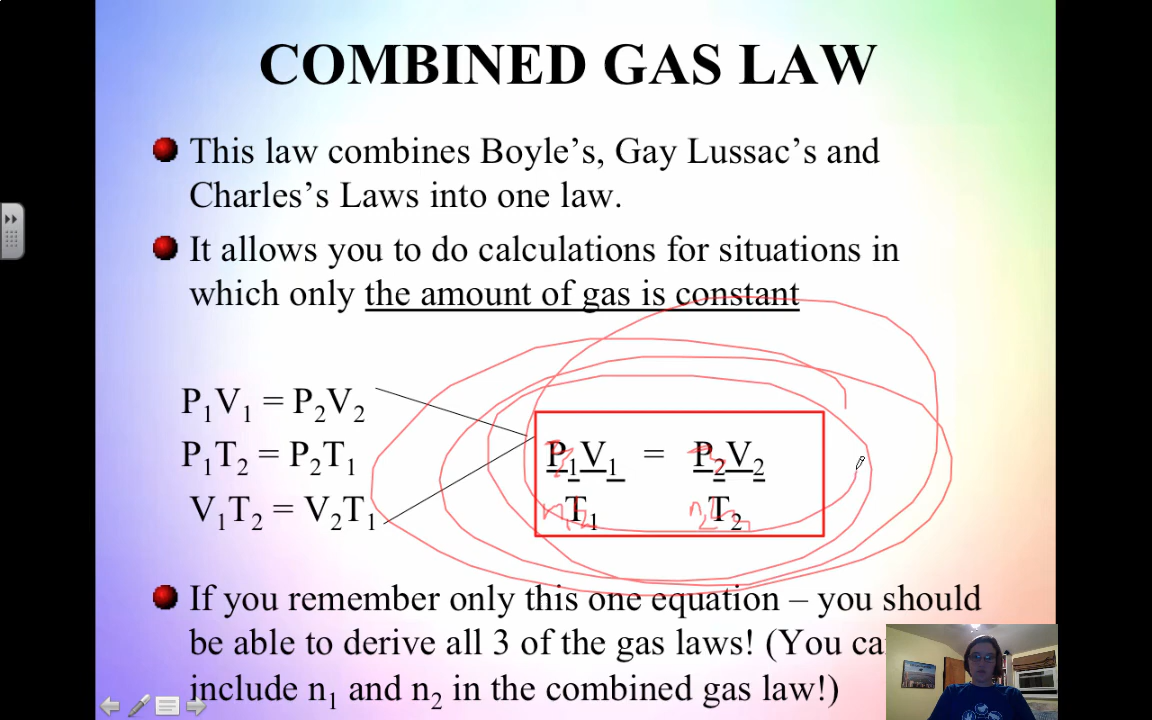 COMBINED GAS LAW
This law combines Boyle’s, Gay Lussac’s and
Charles’s Laws into one law.
It allows you to do calculations for situations in
which only the amount of gas is constant
P₁V₁ = P₂V₂
P₁T₂ = P₂T₁
V₁T₂ = V₂T₁
P₁V₁ = P₂V₂
T₁ T₂
n₂
If you remember only this one equation – you should
be able to derive all 3 of the gas laws! (You
include n₁ and n₂ in the combined gas law!)